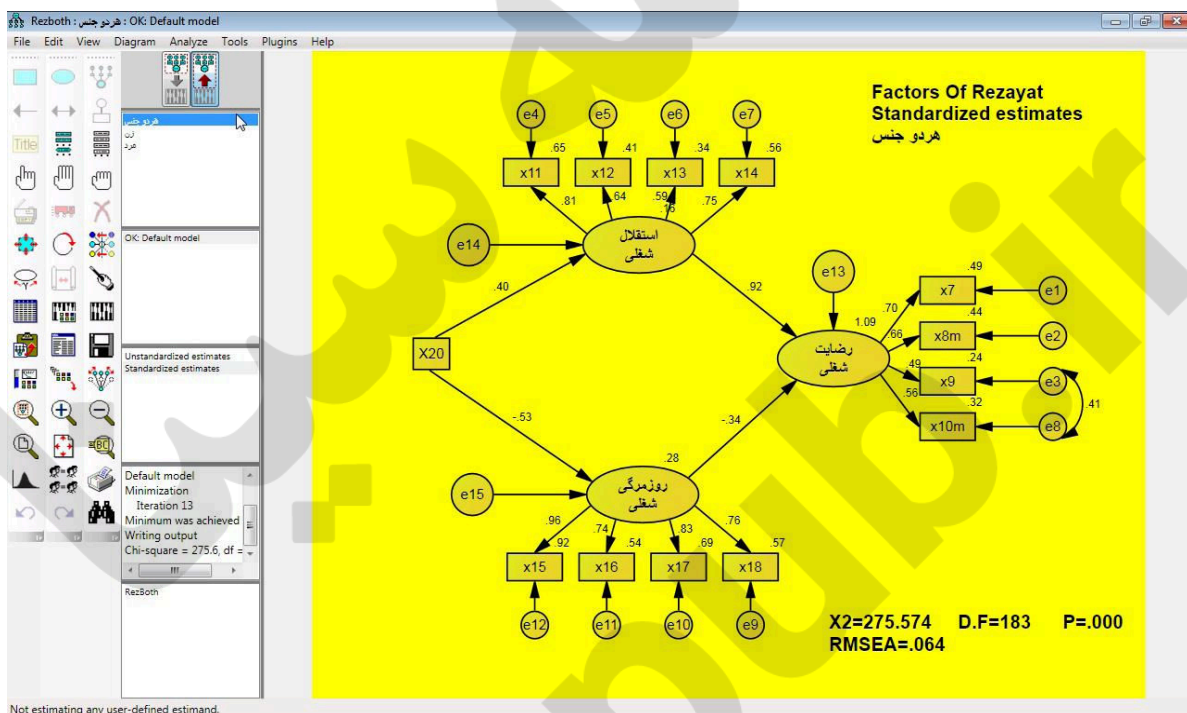 Rezboth : هردو جنس : OK: Default model
File Edit View Diagram Analyze Tools Plugins Help
Title
هردو جنس
زن
مرد
OK: Default model
Unstandardized estimates
Standardized estimates
Default model
Minimization
Iteration 13
Minimum was achieved
Writing output
Chi-square = 275.6, df =
RezBoth
Factors Of Rezayat
Standardized estimates
هردو جنس
e4 e5 e6 e7
.65 .41 .34 .56
x11 x12 x13 x14
.81 .64 .59 .75
.16
استقلال
شغلی
e14
.40
.92
e13
1.09
رضایت
شغلی
.49
x7
e1
.70
.44
x8m
e2
.66
.24
x9
e3
.49
.32
x10m
e8
.56
.41
X20
-.53
-.34
.28
روزمرگی
شغلی
e15
.96 .74 .83 .76
.92 .54 .69 .57
x15 x16 x17 x18
e12 e11 e10 e9
X2=275.574 D.F=183 P=.000
RMSEA=.064
Not estimating any user-defined estimand.